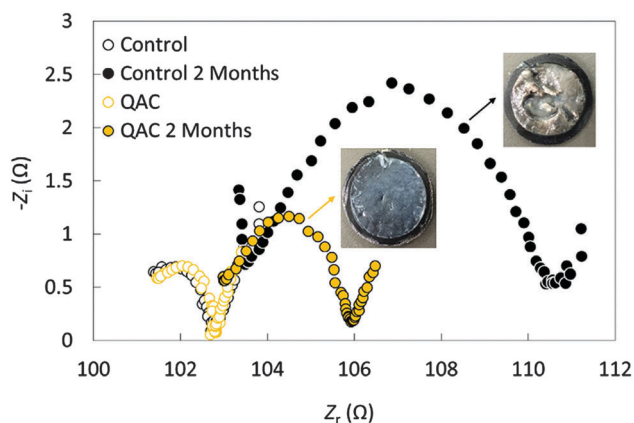 3
2.5
2
1.5
1
0.5
0
-Zi (Ω)
Control
Control 2 Months
QAC
QAC 2 Months
100 102 104 106 108 110 112
Zr (Ω)